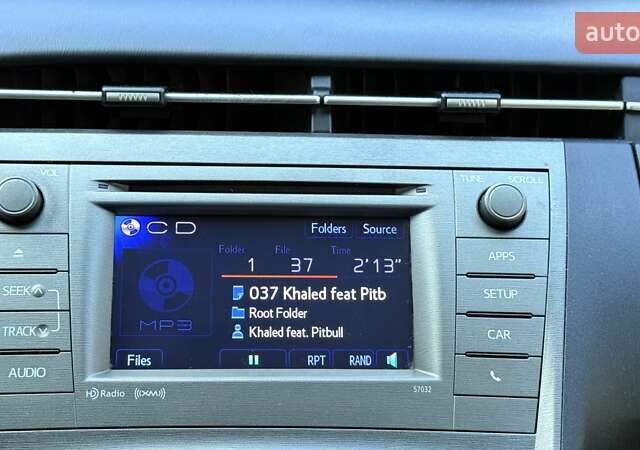 auto
VOL
TUNE SCROLL
CD
Folders
Source
Folder
File
Time
1
37
2'13"
037 Khaled feat Pitb
Root Folder
Khaled feat. Pitbull
MP3
Files
RPT
RAND
SEEK
TRACK
AUDIO
APPS
SETUP
CAR
HD Radio
((XM))
57032